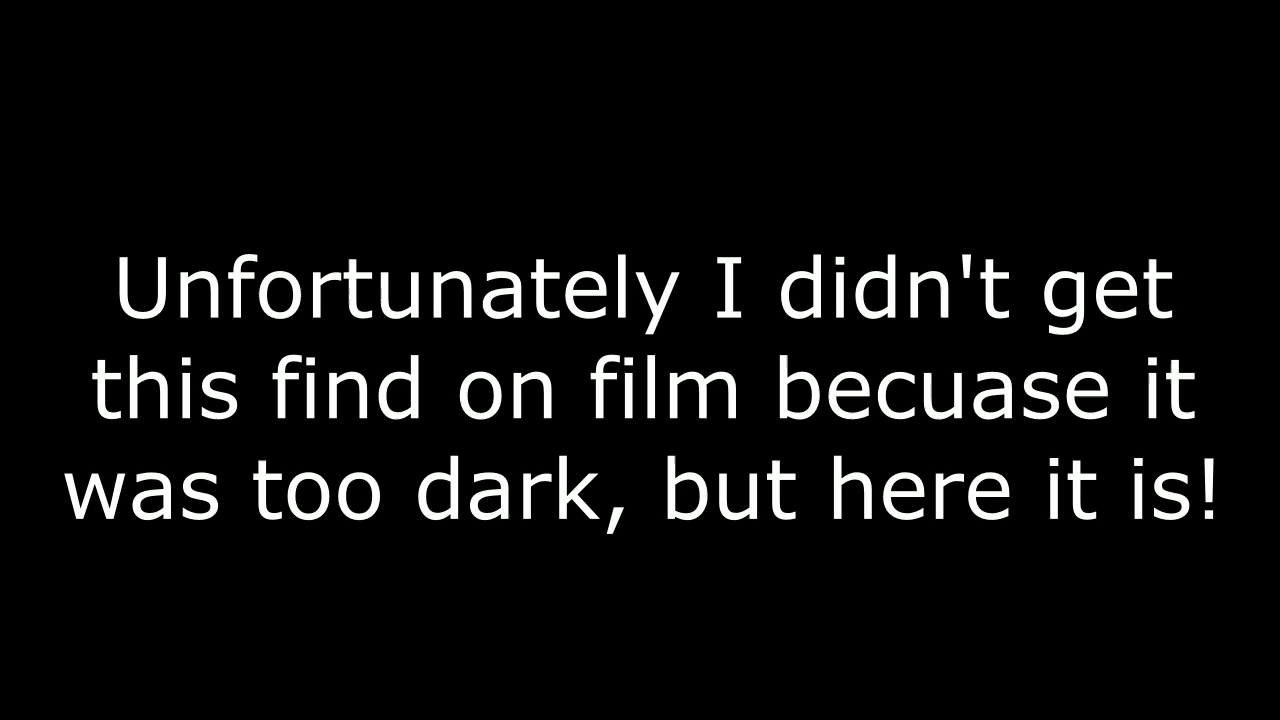 Unfortunately I didn't get
this find on film becuase it
was too dark, but here it is!